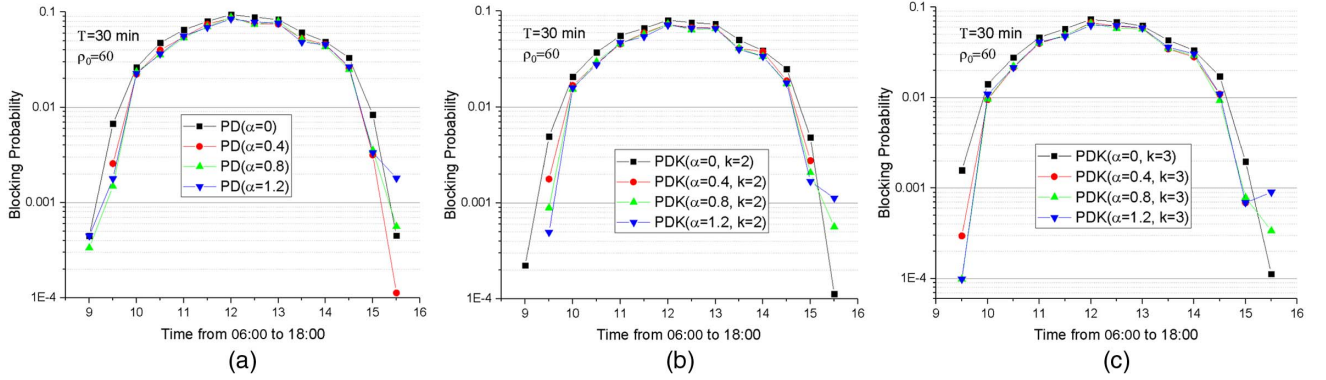 0.1
0.01
0.001
1E-4
Blocking Probability
T=30 min
ρ₀=60
PD(α=0)
PD(α=0.4)
PD(α=0.8)
PD(α=1.2)
9 10 11 12 13 14 15 16
Time from 06:00 to 18:00
(a)
0.1
0.01
0.001
1E-4
Blocking Probability
T=30 min
ρ₀=60
PDK(α=0, k=2)
PDK(α=0.4, k=2)
PDK(α=0.8, k=2)
PDK(α=1.2, k=2)
9 10 11 12 13 14 15 16
Time from 06:00 to 18:00
(b)
0.1
0.01
0.001
1E-4
Blocking Probability
T=30 min
ρ₀=60
PDK(α=0, k=3)
PDK(α=0.4, k=3)
PDK(α=0.8, k=3)
PDK(α=1.2, k=3)
9 10 11 12 13 14 15 16
Time from 06:00 to 18:00
(c)